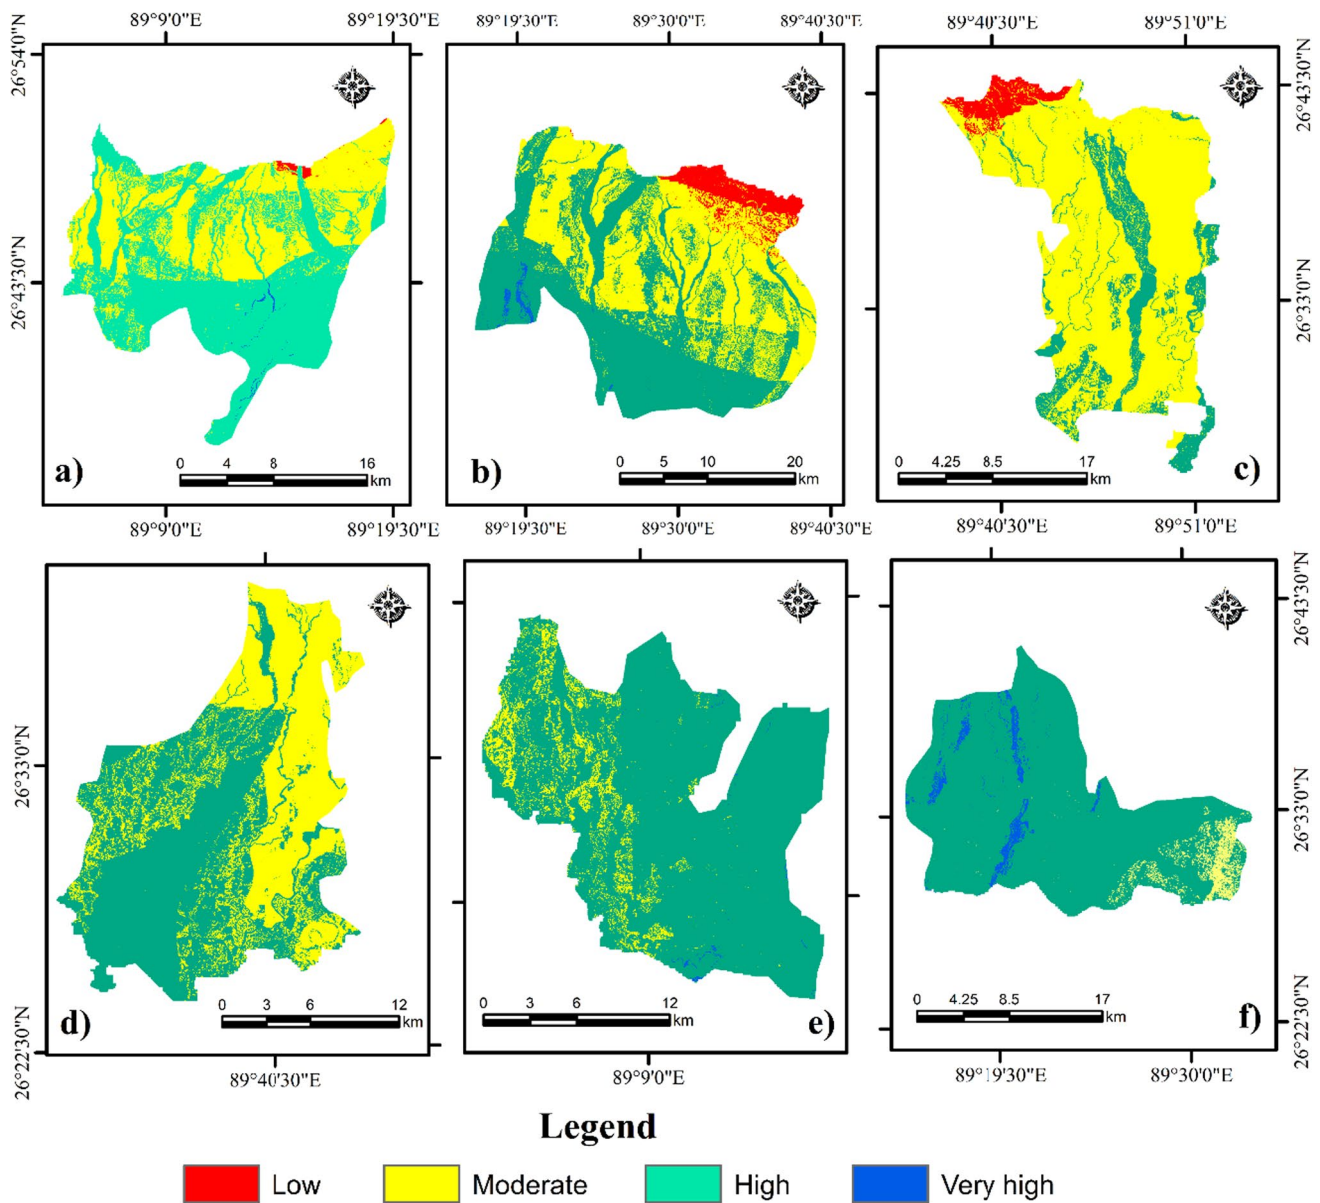 89°9'0"E 89°19'30"E 89°19'30"E 89°30'0"E 89°40'30"E 89°40'30"E 89°51'0"E
26°54'0"N
26°43'30"N
26°43'30"N
26°33'0"N
a)
0 4 8 16
km
b)
0 5 10 20
km
c)
0 4.25 8.5 17
km
89°9'0"E 89°19'30"E 89°19'30"E 89°30'0"E 89°40'30"E 89°40'30"E 89°51'0"E
26°33'0"N
26°22'30"N
26°43'30"N
26°33'0"N
26°22'30"N
d)
0 3 6 12
km
e)
0 3 6 12
km
f)
0 4.25 8.5 17
km
89°40'30"E 89°9'0"E 89°19'30"E 89°30'0"E
Legend
Low Moderate High Very high